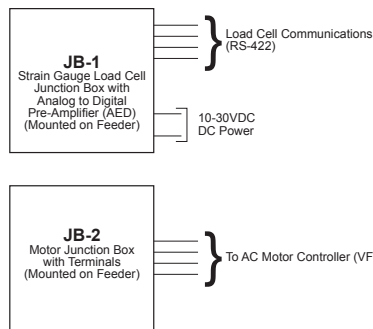 JB-1
Strain Gauge Load Cell
Junction Box with
Analog to Digital
Pre-Amplifier (AED)
(Mounted on Feeder)
Load Cell Communications
(RS-422)
10-30VDC
DC Power
JB-2
Motor Junction Box
with Terminals
(Mounted on Feeder)
To AC Motor Controller (VF